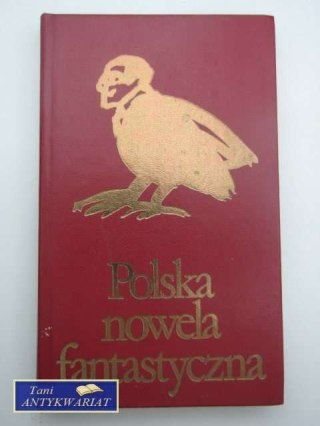 Polska
nowela
fantastyczna
Tani
ANTYKWARIAT